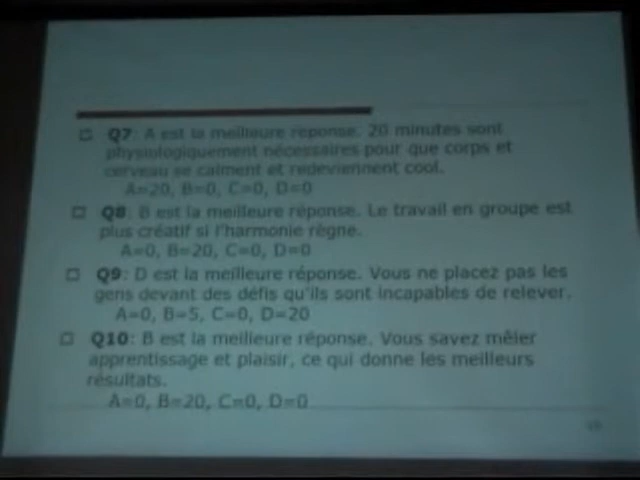 Q7: A est la meilleure réponse. 20 minutes sont
physiologiquement nécessaires pour que corps et
cerveau se calment et redeviennent cool.
A=20, B=0, C=0, D=0
Q8: B est la meilleure réponse. Le travail en groupe est
plus créatif si l'harmonie règne.
A=0, B=20, C=0, D=0
Q9: D est la meilleure réponse. Vous ne placez pas les
gens devant des défis qu'ils sont incapables de relever.
A=0, B=5, C=0, D=20
Q10: B est la meilleure réponse. Vous savez mêler
apprentissage et plaisir, ce qui donne les meilleurs
résultats.
A=0, B=20, C=0, D=0